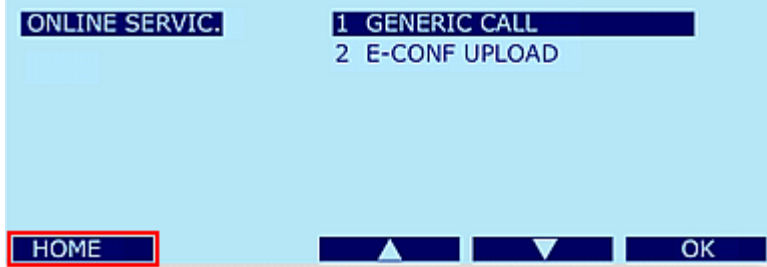 ONLINE SERVIC.
1 GENERIC CALL
2 E-CONF UPLOAD
HOME
OK